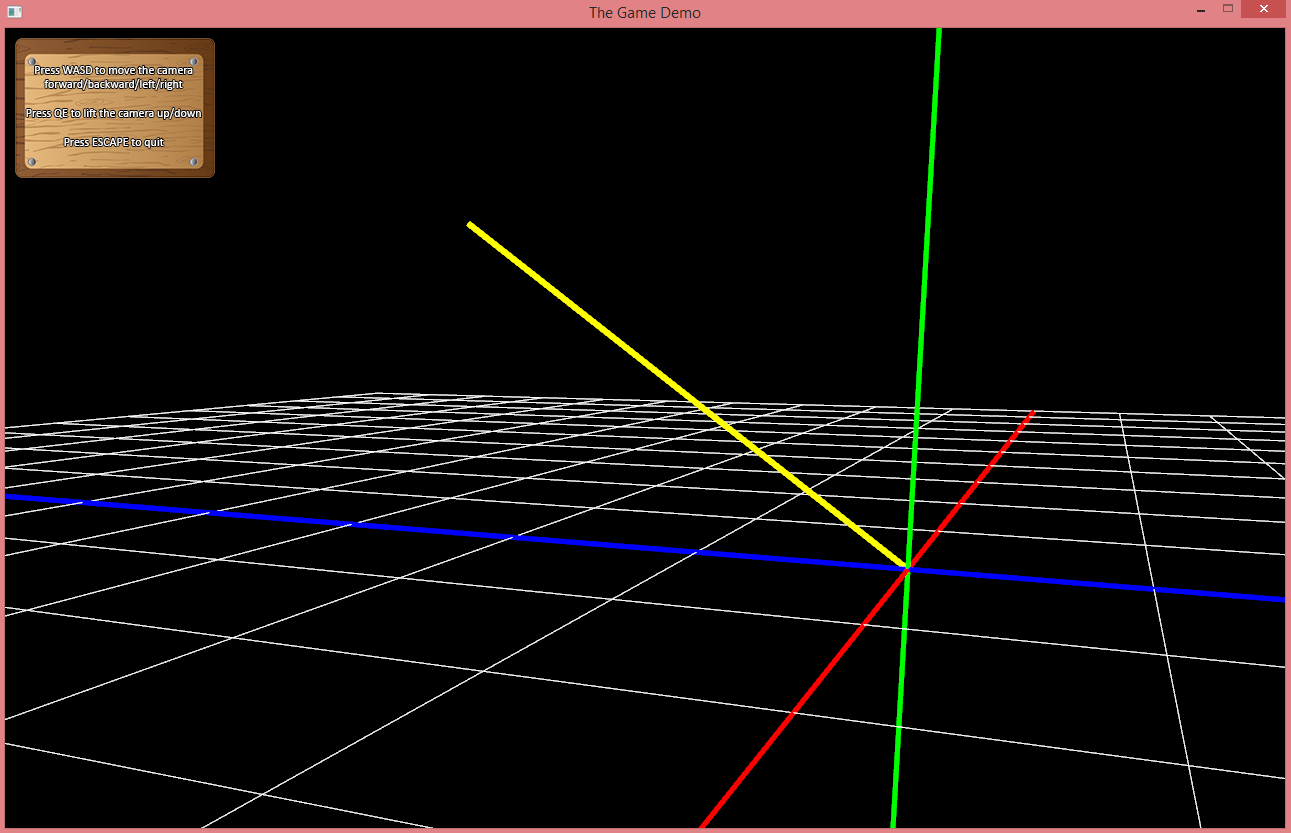 The Game Demo
Press WASD to move the camera
forward/backward/left/right
Press QE to lift the camera up/down
Press ESCAPE to quit